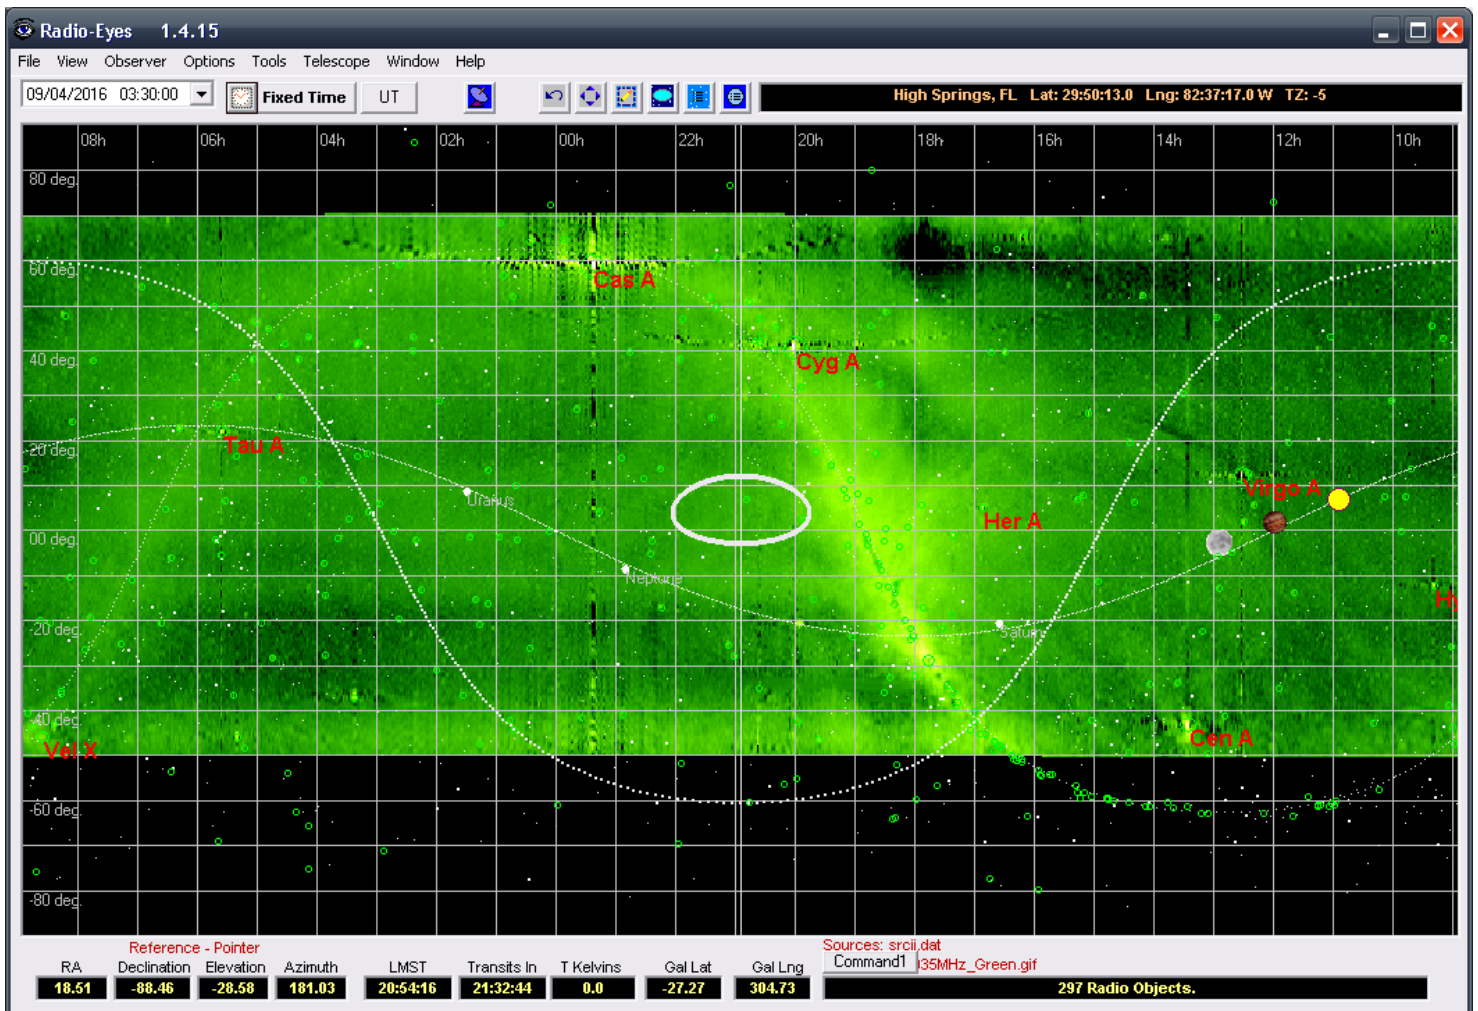 Radio-Eyes 1.4.15
File View Observer Options Tools Telescope Window Help
09/04/2016 03:30:00 Fixed Time UT High Springs, FL Lat: 29:50:13.0 Lng: 82:37:17.0 W TZ: -5
08h 06h 04h 02h 00h 22h 20h 18h 16h 14h 12h 10h
80 deg.
60 deg.
Cas A
40 deg.
Cyg A
20 deg.
Tau A
Virgo A
Uranus
Her A
00 deg.
Neptune
Hy
-20 deg.
Saturn
-40 deg.
Vel X
Cen A
-60 deg.
-80 deg.
Reference - Pointer
Sources: srcii.dat
RA Declination Elevation Azimuth LMST Transits In T Kelvins Gal Lat Gal Lng Command1 035MHz_Green.gif
18.51 -88.46 -28.58 181.03 20:54:16 21:32:44 0.0 -27.27 304.73 297 Radio Objects.